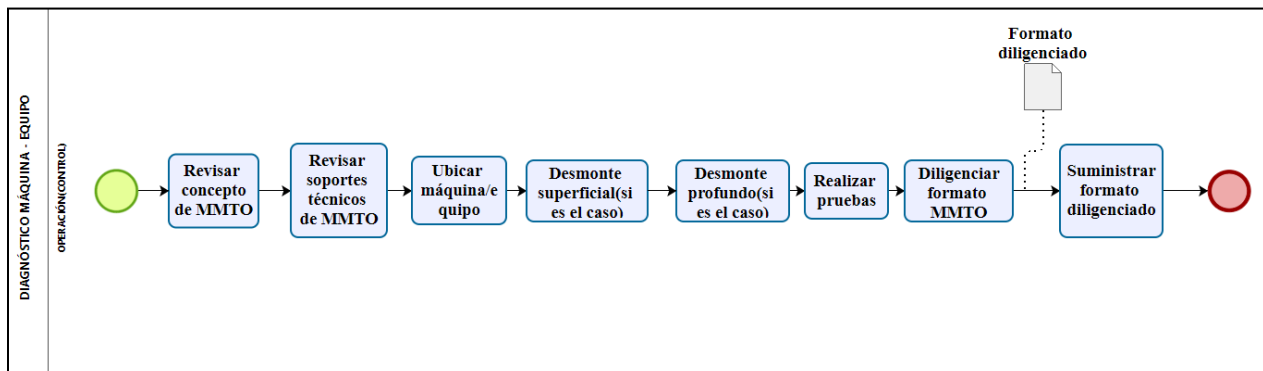 DIAGNÓSTICO MÁQUINA - EQUIPO
OPERACIÓN(CONTROL)
Revisar
concepto
de MMTO
Revisar
soportes
técnicos
de MMTO
Ubicar
máquina/e
quipo
Desmonte
superficial(si
es el caso)
Desmonte
profundo(si
es el caso)
Realizar
pruebas
Diligenciar
formato
MMTO
Formato
diligenciado
Suministrar
formato
diligenciado